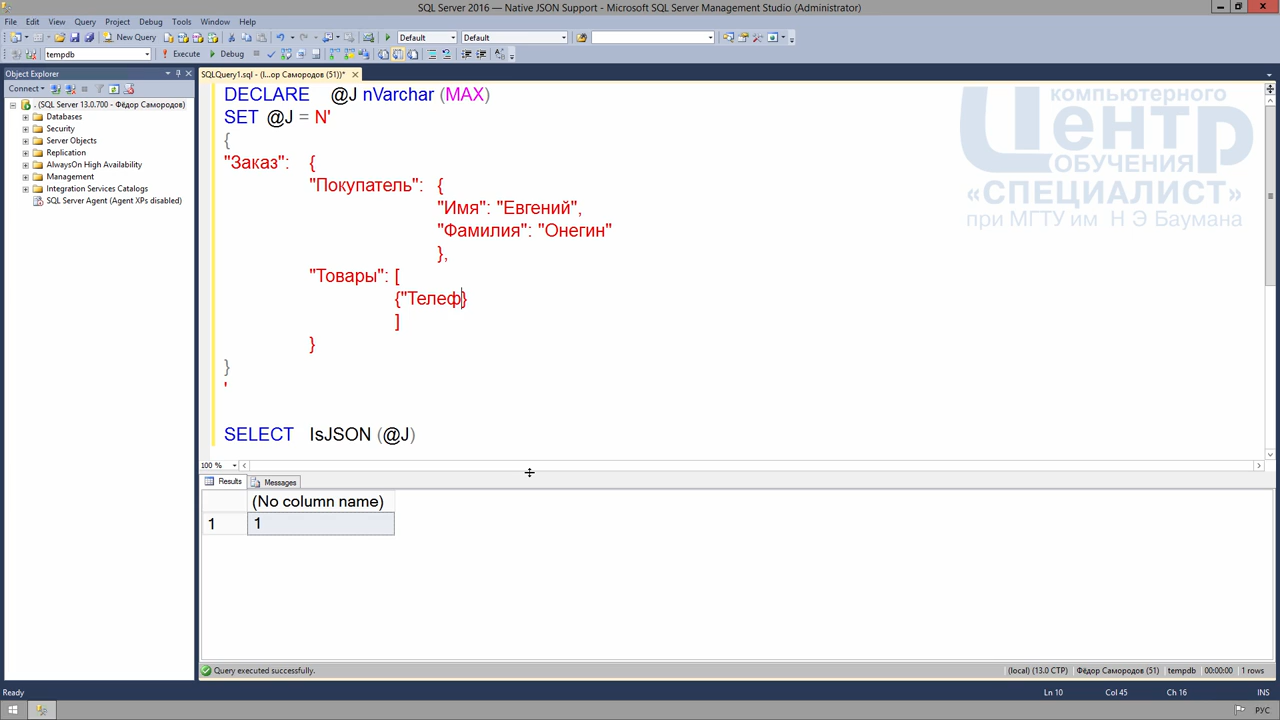 SQL Server 2016 — Native JSON Support - Microsoft SQL Server Management Studio (Administrator)
File Edit View Query Project Debug Tools Window Help
New Query Default Default
tempdb Execute Debug
Object Explorer
SQLQuery1.sql - (l...ор Самородов (51))*
Connect
. (SQL Server 13.0.700 - Фёдор Самородов)
Databases
Security
Server Objects
Replication
AlwaysOn High Availability
Management
Integration Services Catalogs
SQL Server Agent (Agent XPs disabled)
DECLARE @J nVarchar (MAX)
SET @J = N'
{
"Заказ": {
"Покупатель": {
"Имя": "Евгений",
"Фамилия": "Онегин"
},
"Товары": [
{"Телеф}
]
}
}
'
SELECT IsJSON (@J)
компьютерного
Центр
ОБУЧЕНИЯ
«СПЕЦИАЛИСТ»
при МГТУ им Н Э Баумана
100 %
Results Messages
(No column name)
1 1
Query executed successfully. (local) (13.0 CTP) Фёдор Самородов (51) tempdb 00:00:00 1 rows
Ready Ln 10 Col 45 Ch 16 INS
РУС